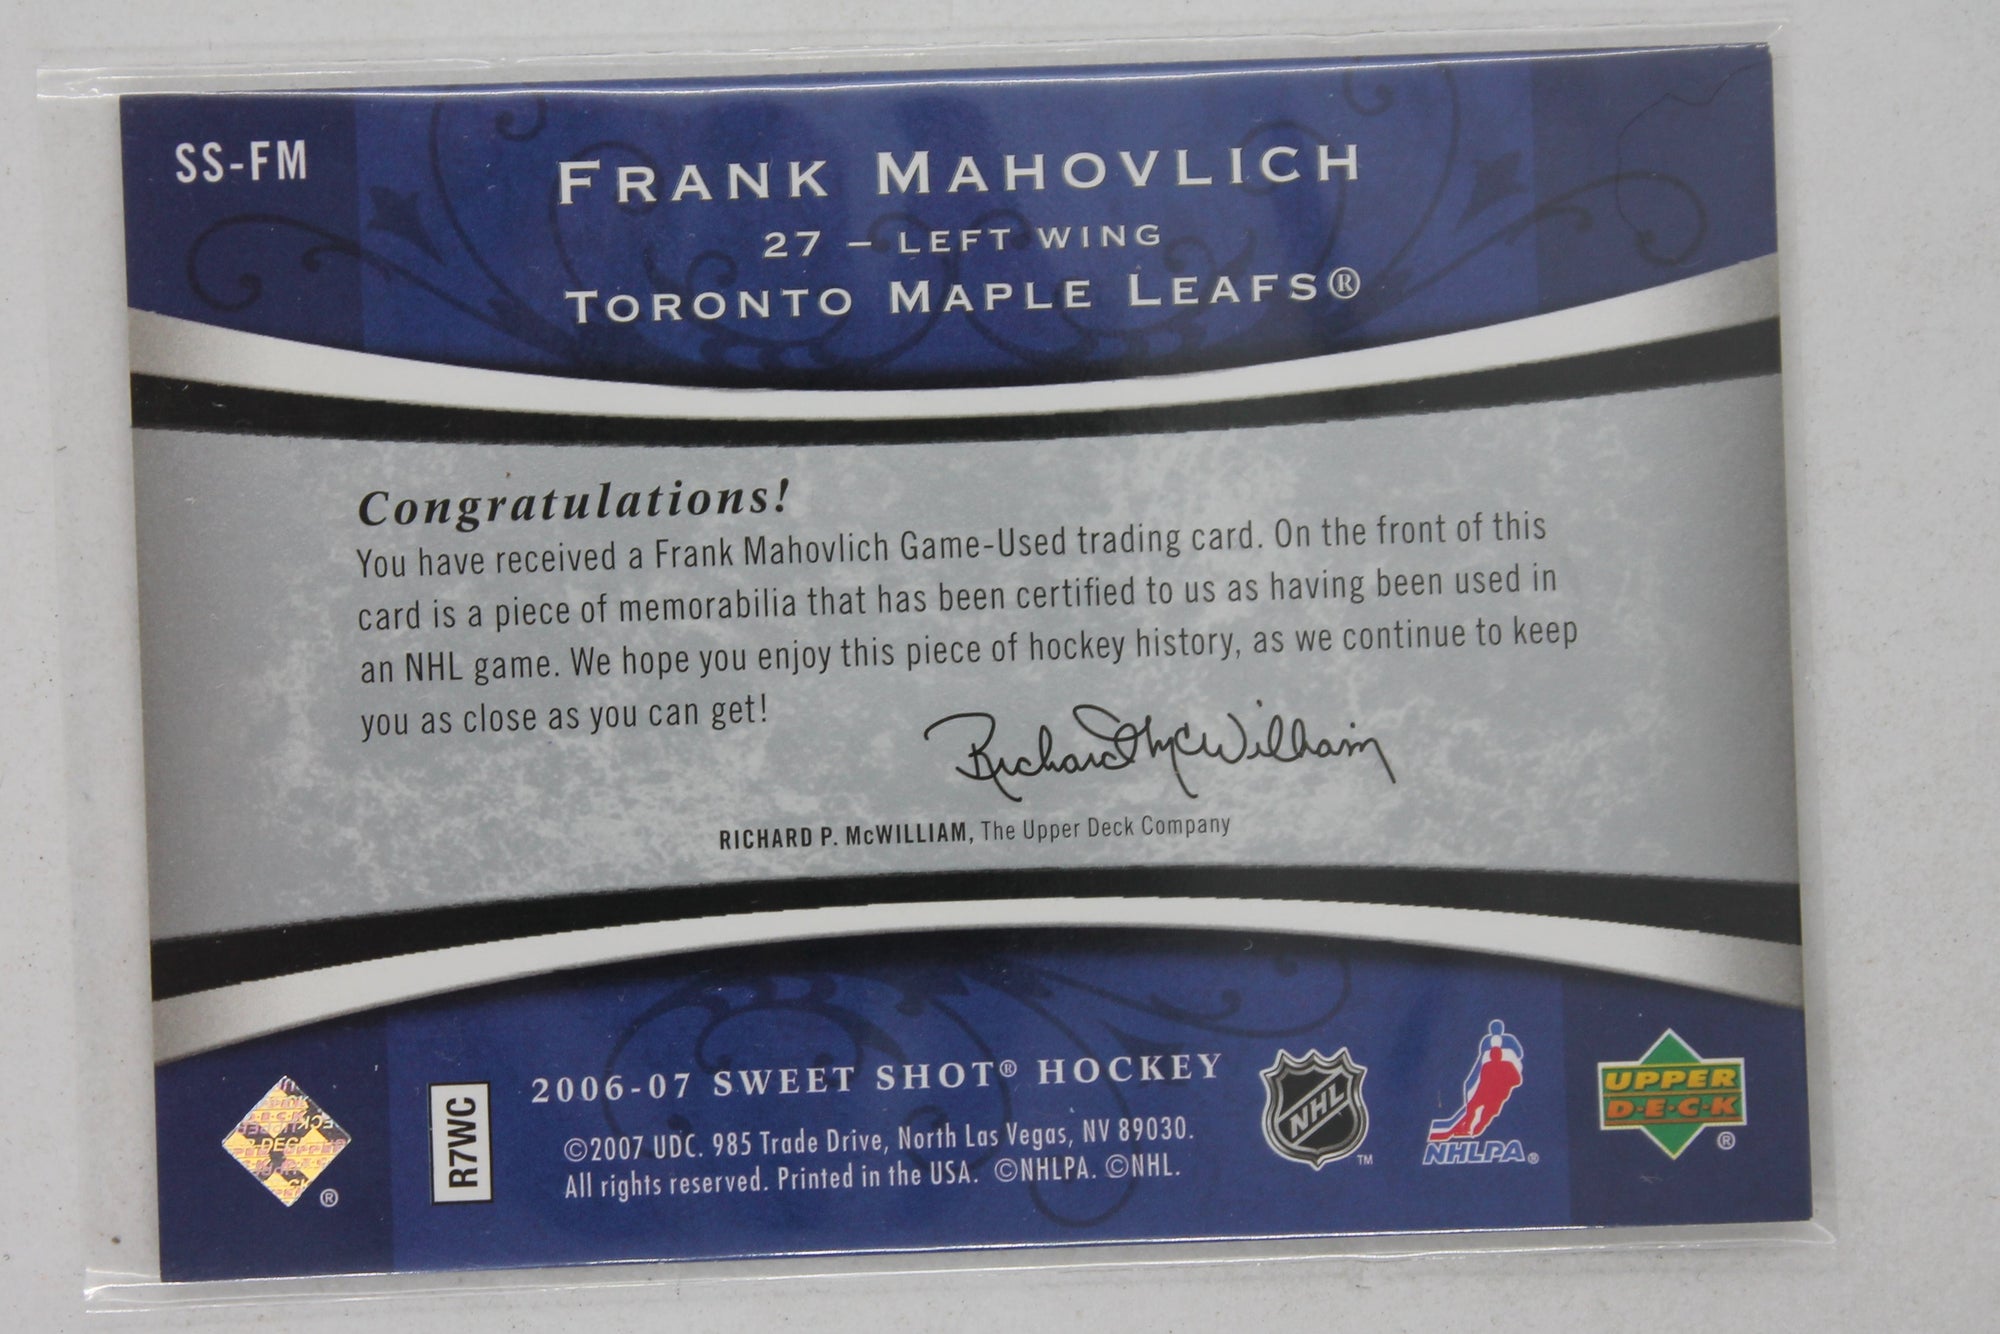 SS-FM
FRANK MAHOVLICH
27 – LEFT WING
TORONTO MAPLE LEAFS®
Congratulations!
You have received a Frank Mahovlich Game-Used trading card. On the front of this
card is a piece of memorabilia that has been certified to us as having been used in
an NHL game. We hope you enjoy this piece of hockey history, as we continue to keep
you as close as you can get!
Richard McWilliam
RICHARD P. McWILLIAM, The Upper Deck Company
R7WC
2006-07 SWEET SHOT® HOCKEY
©2007 UDC. 985 Trade Drive, North Las Vegas, NV 89030.
All rights reserved. Printed in the USA. ©NHLPA. ©NHL.
®
NHL
TM
NHLPA®
UPPER
D·E·C·K
®